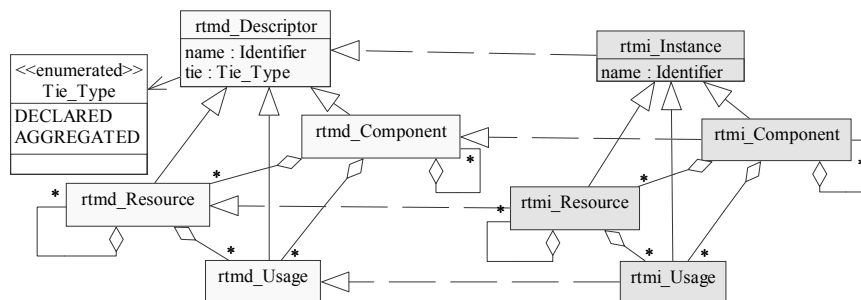 rtmd_Descriptor
name : Identifier
tie : Tie_Type
rtmi_Instance
name : Identifier
<<enumerated>>
Tie_Type
DECLARED
AGGREGATED
rtmd_Component
*
rtmi_Component
*
*
*
rtmd_Resource
*
*
rtmi_Resource
*
*
*
rtmd_Usage
*
*
rtmi_Usage